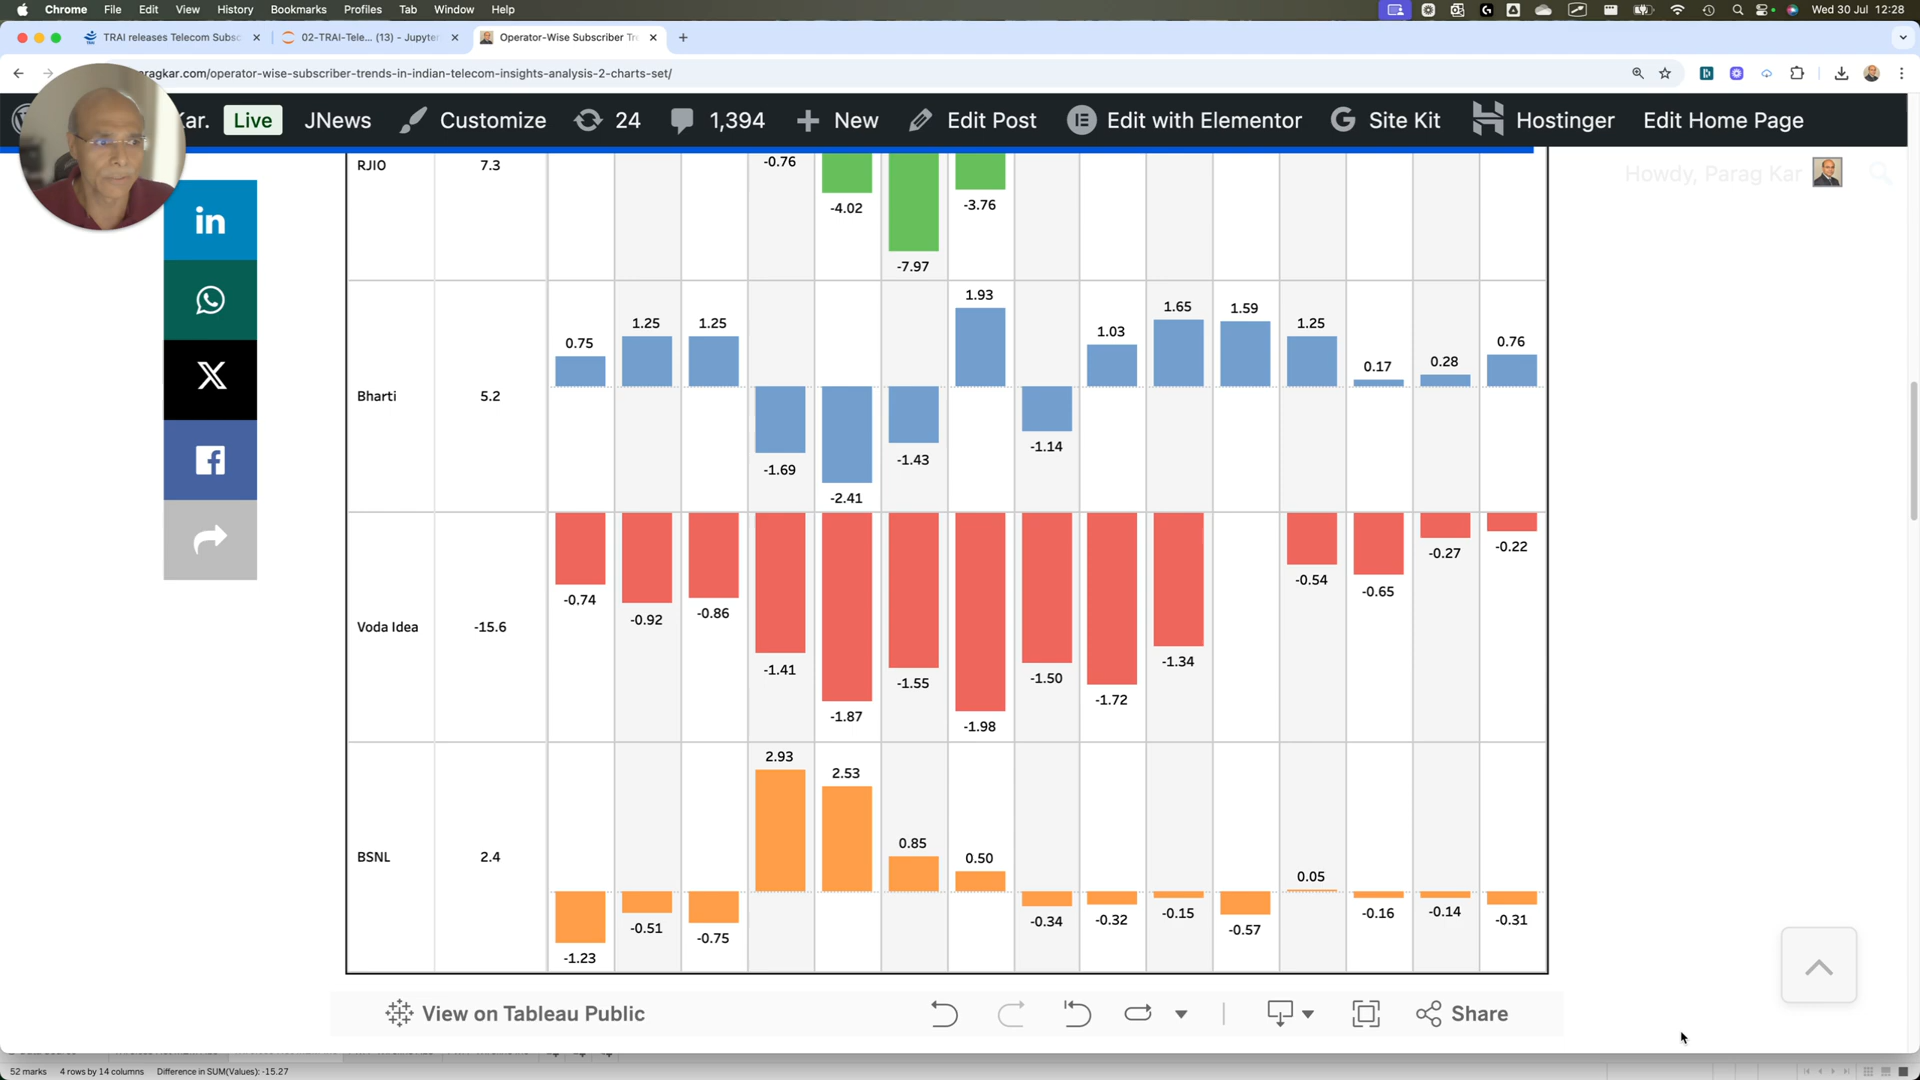 Chrome File Edit View History Bookmarks Profiles Tab Window Help Wed 30 Jul 12:28
TRAI releases Telecom Subsc 02-TRAI-Tele... (13) - Jupyter Operator-Wise Subscriber Tre
aragkar.com/operator-wise-subscriber-trends-in-indian-telecom-insights-analysis-2-charts-set/
Kar. Live JNews Customize 24 1,394 New Edit Post Edit with Elementor Site Kit Hostinger Edit Home Page
Howdy, Parag Kar
RJIO 7.3 -0.76 -4.02 -7.97 -3.76
Bharti 5.2 0.75 1.25 1.25 -1.69 -2.41 -1.43 1.93 -1.14 1.03 1.65 1.59 1.25 0.17 0.28 0.76
Voda Idea -15.6 -0.74 -0.92 -0.86 -1.41 -1.87 -1.55 -1.98 -1.50 -1.72 -1.34 -0.54 -0.65 -0.27 -0.22
BSNL 2.4 -1.23 -0.51 -0.75 2.93 2.53 0.85 0.50 -0.34 -0.32 -0.15 -0.57 0.05 -0.16 -0.14 -0.31
View on Tableau Public Share
52 marks 4 rows by 14 columns Difference in SUM(Values): -15.27